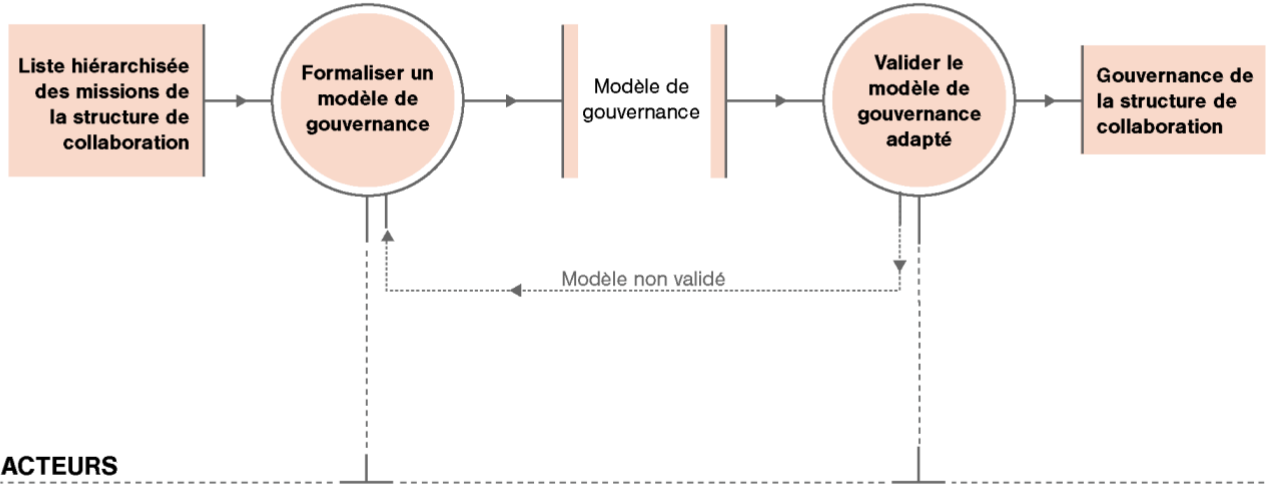 Liste hiérarchisée
des missions de
la structure de
collaboration
Formaliser un
modèle de
gouvernance
Modèle de
gouvernance
Valider le
modèle de
gouvernance
adapté
Gouvernance de
la structure de
collaboration
Modèle non validé
ACTEURS